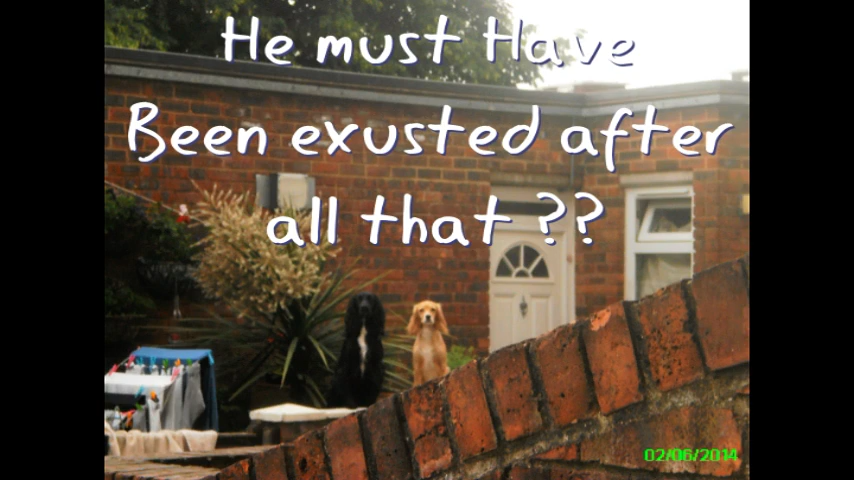 He must Have
Been exusted after
all that ??
02/06/2014